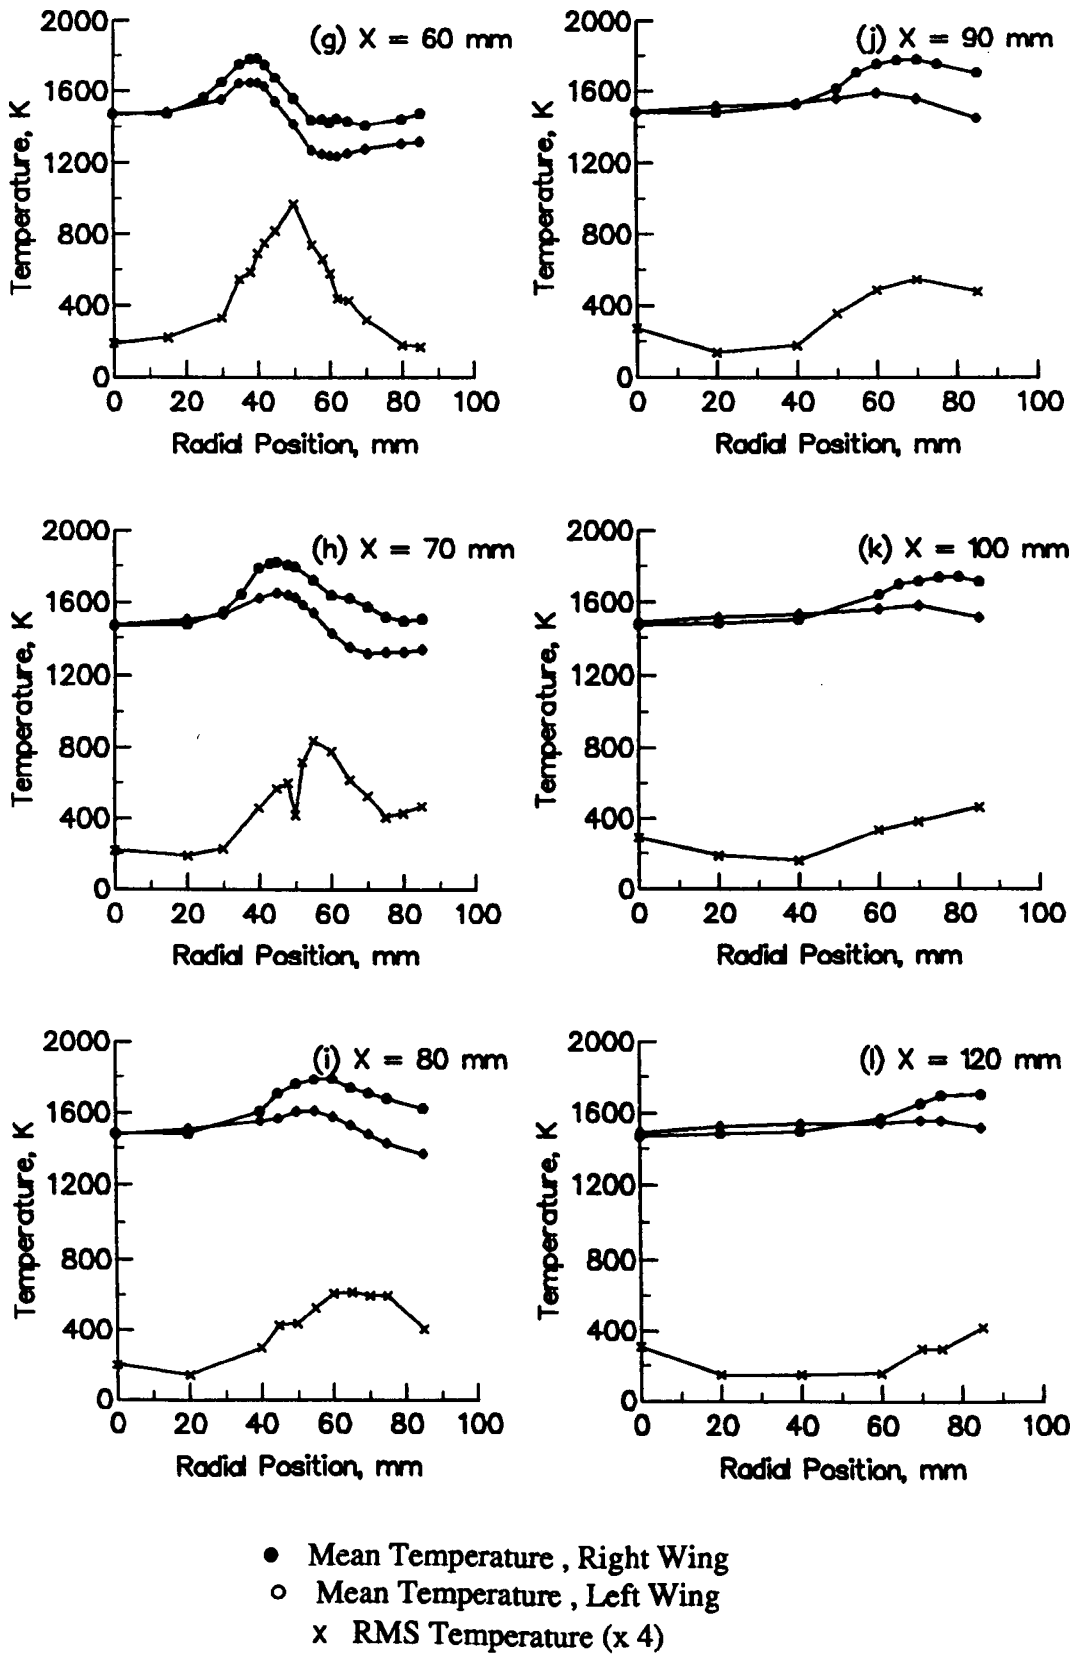 (g) X = 60 mm
2000
1600
1200
800
400
0
Temperature, K
0 20 40 60 80 100
Radial Position, mm
(j) X = 90 mm
2000
1600
1200
800
400
0
Temperature, K
0 20 40 60 80 100
Radial Position, mm
(h) X = 70 mm
2000
1600
1200
800
400
0
Temperature, K
0 20 40 60 80 100
Radial Position, mm
(k) X = 100 mm
2000
1600
1200
800
400
0
Temperature, K
0 20 40 60 80 100
Radial Position, mm
(i) X = 80 mm
2000
1600
1200
800
400
0
Temperature, K
0 20 40 60 80 100
Radial Position, mm
(l) X = 120 mm
2000
1600
1200
800
400
0
Temperature, K
0 20 40 60 80 100
Radial Position, mm
Mean Temperature , Right Wing
Mean Temperature , Left Wing
x RMS Temperature (x 4)